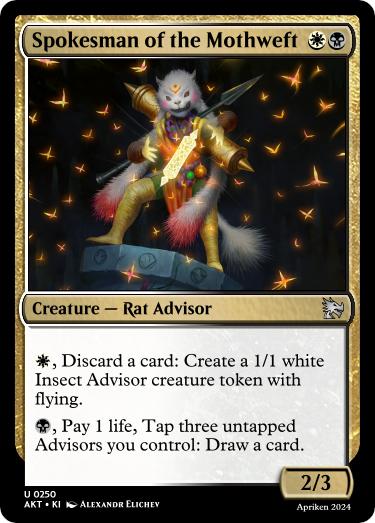 Spokesman of the Mothweft
Creature — Rat Advisor
, Discard a card: Create a 1/1 white
Insect Advisor creature token with
flying.
, Pay 1 life, Tap three untapped
Advisors you control: Draw a card.
2/3
U 0250
AKT • KI Alexandr Elichev
Apriken 2024